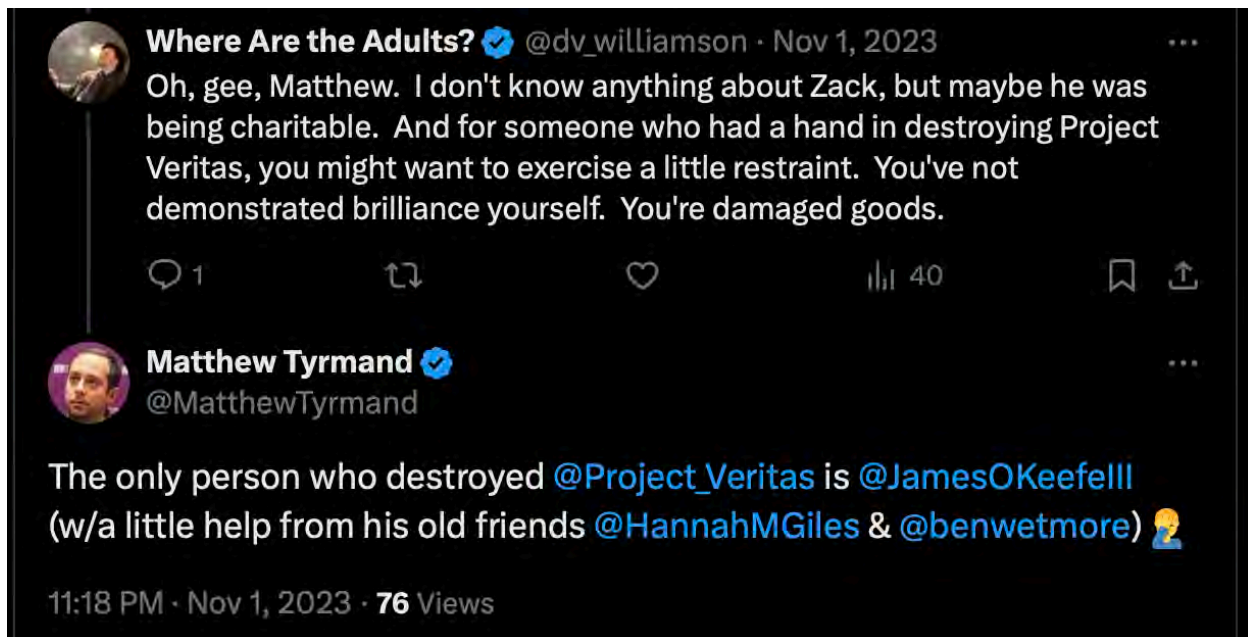 Where Are the Adults? @dv_williamson · Nov 1, 2023
Oh, gee, Matthew. I don't know anything about Zack, but maybe he was
being charitable. And for someone who had a hand in destroying Project
Veritas, you might want to exercise a little restraint. You've not
demonstrated brilliance yourself. You're damaged goods.
1 40
Matthew Tyrmand
@MatthewTyrmand
The only person who destroyed @Project_Veritas is @JamesOKeefeIII
(w/a little help from his old friends @HannahMGiles & @benwetmore) 🤦‍♂️
11:18 PM · Nov 1, 2023 · 76 Views